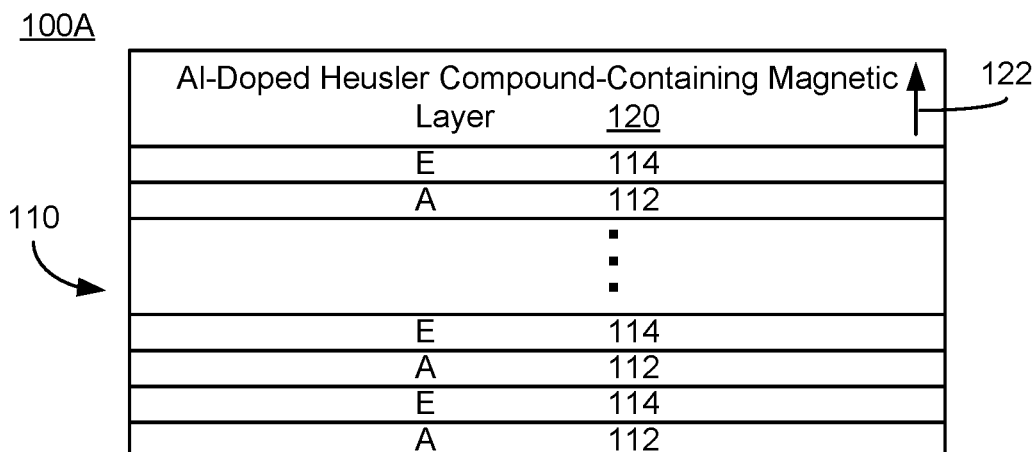 100A
Al-Doped Heusler Compound-Containing Magnetic
Layer 120
122
E 114
A 112
110
E 114
A 112
E 114
A 112